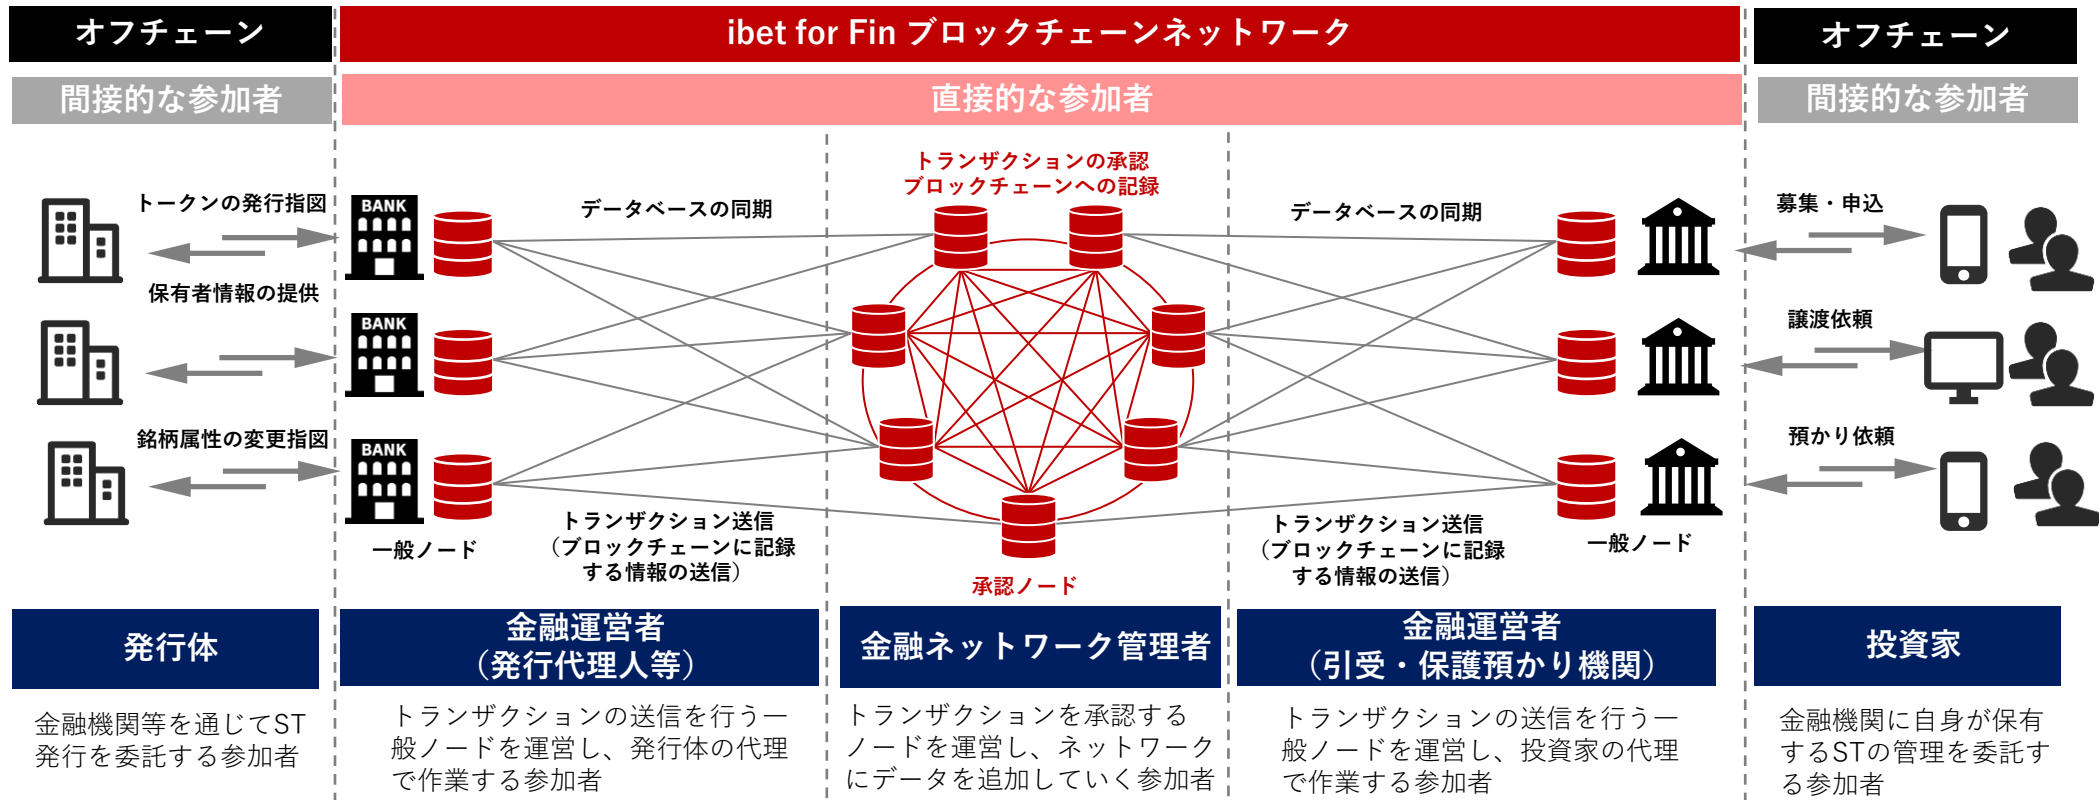 オフチェーン
ibet for Fin ブロックチェーンネットワーク
オフチェーン
間接的な参加者
直接的な参加者
間接的な参加者
トークンの発行指図
保有者情報の提供
銘柄属性の変更指図
BANK
BANK
BANK
一般ノード
データベースの同期
トランザクション送信
（ブロックチェーンに記録
する情報の送信）
トランザクションの承認
ブロックチェーンへの記録
承認ノード
データベースの同期
トランザクション送信
（ブロックチェーンに記録
する情報の送信）
一般ノード
募集・申込
譲渡依頼
預かり依頼
発行体
金融機関等を通じてST
発行を委託する参加者
金融運営者
（発行代理人等）
トランザクションの送信を行う一
般ノードを運営し、発行体の代理
で作業する参加者
金融ネットワーク管理者
トランザクションを承認する
ノードを運営し、ネットワーク
にデータを追加していく参加者
金融運営者
（引受・保護預かり機関）
トランザクションの送信を行う一
般ノードを運営し、投資家の代理
で作業する参加者
投資家
金融機関に自身が保有
するSTの管理を委託す
る参加者